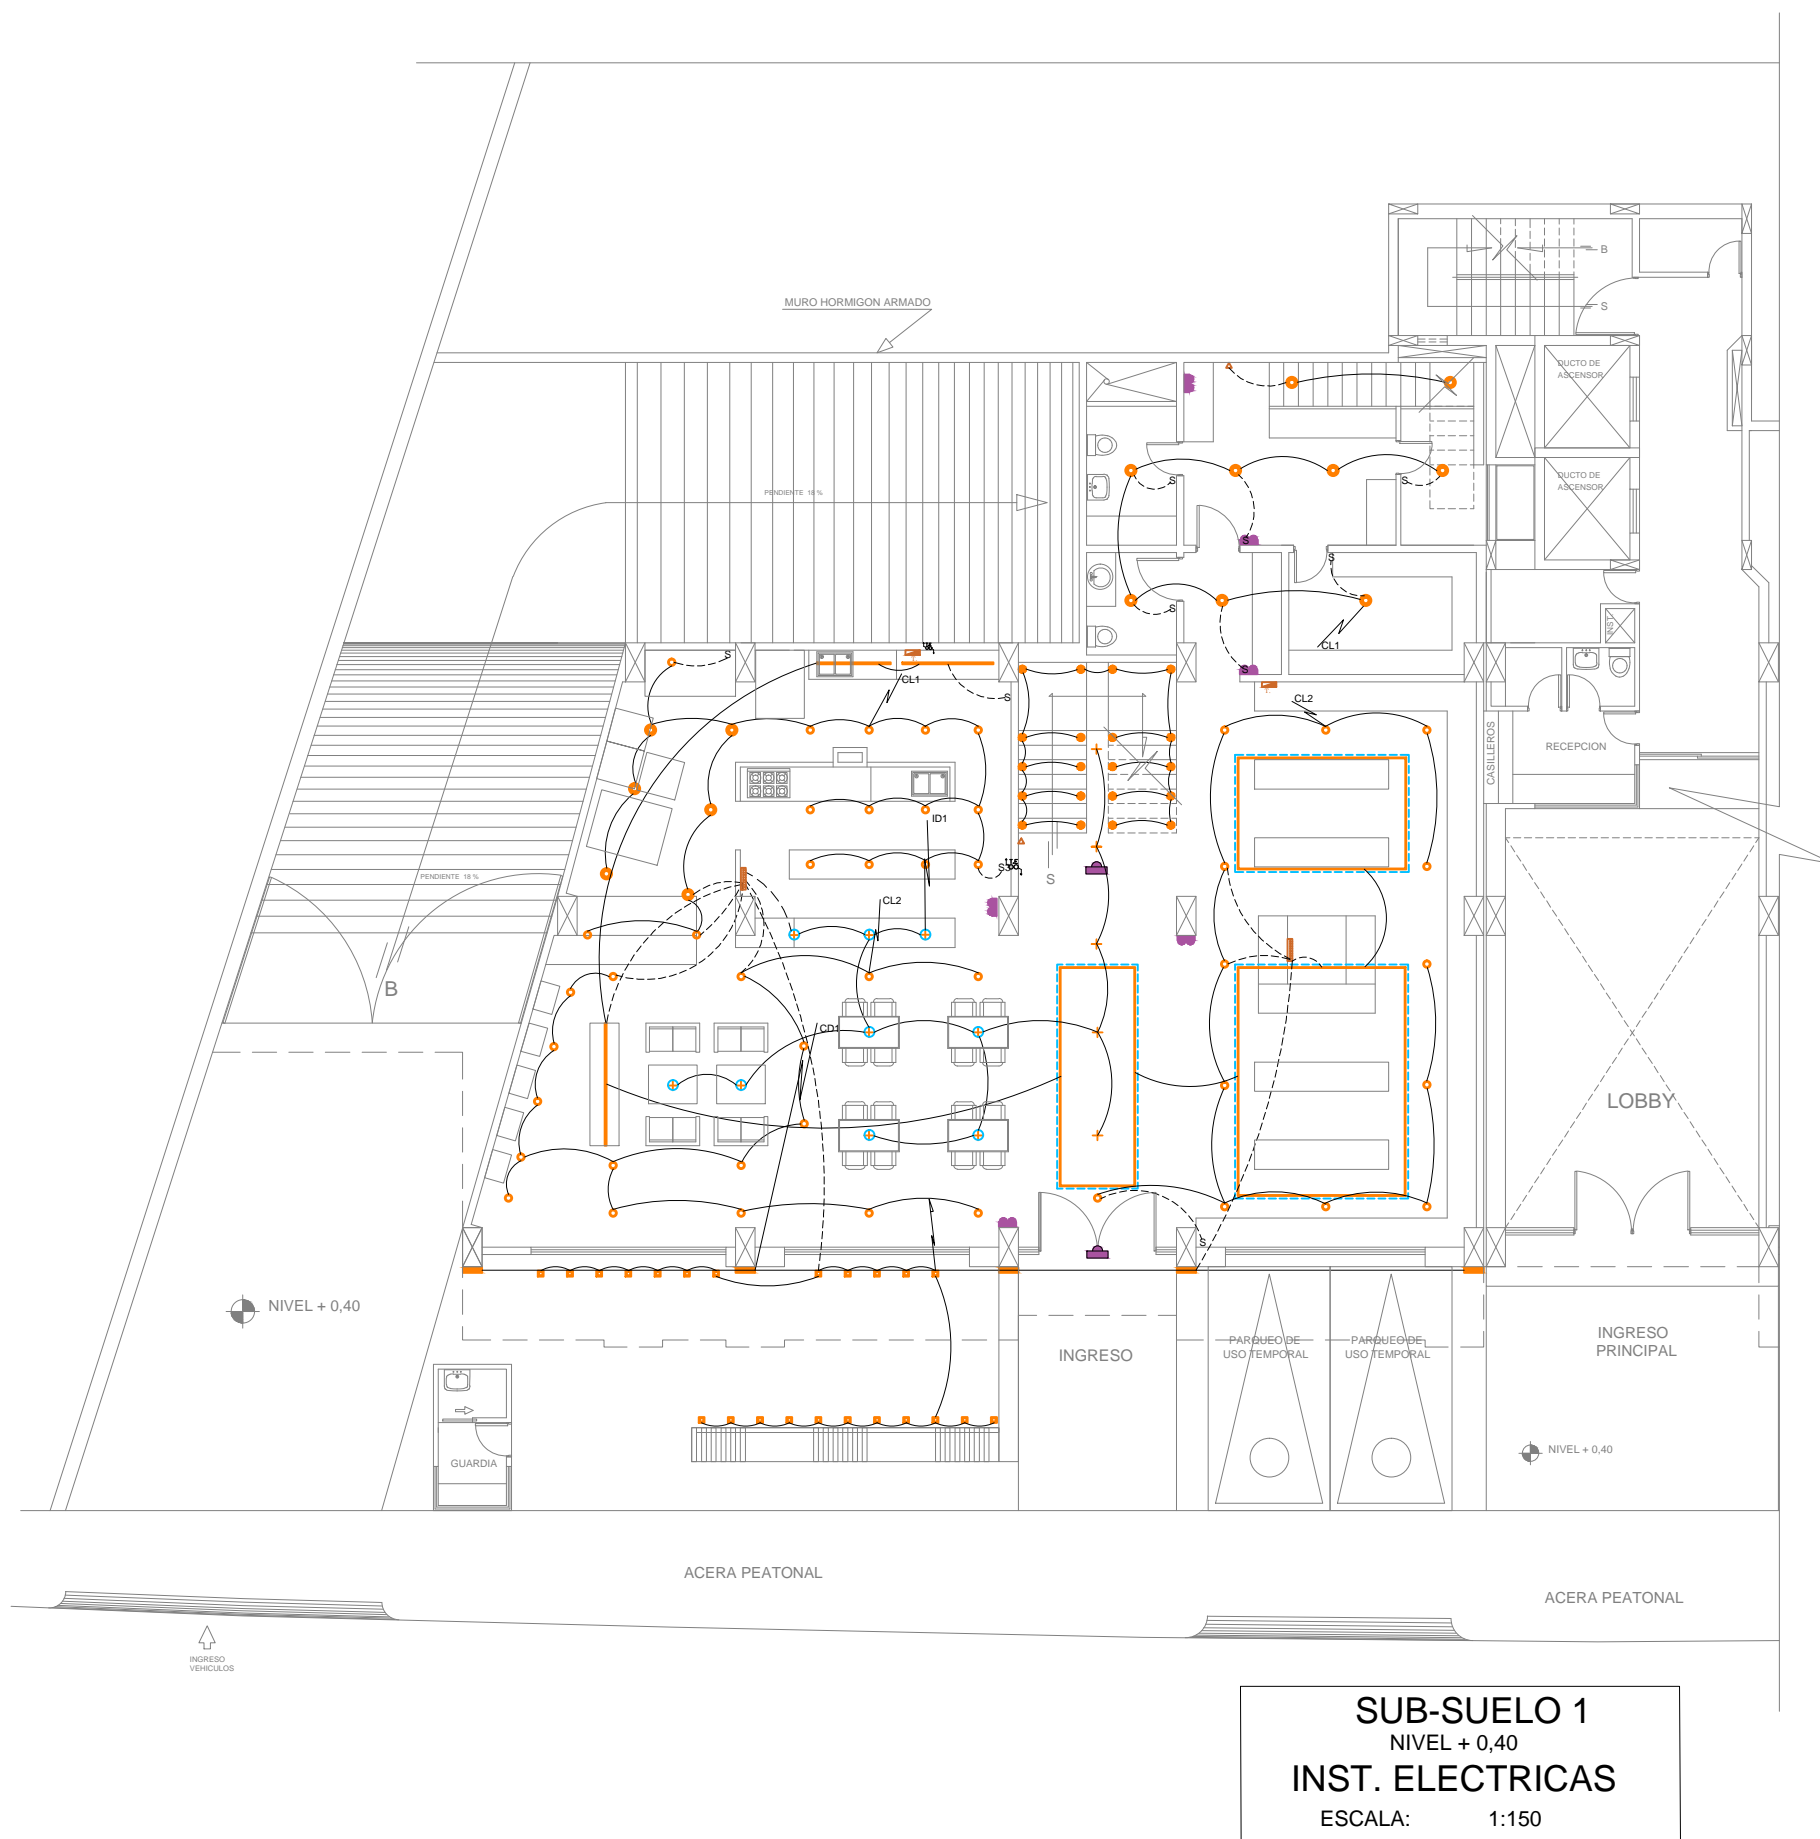 B
S
MURO HORMIGON ARMADO
DUCTO DE
ASCENSOR
PENDIENTE 18 %
DUCTO DE
ASCENSOR
S
S
S
S
S
INST.
CL1
S
S
CL1
S
CL2
CASILLEROS
RECEPCION
ID1
PENDIENTE 18 %
S
CL2
B
CD1
LOBBY
S
NIVEL + 0,40
INGRESO
PARQUEO DE
USO TEMPORAL
PARQUEO DE
USO TEMPORAL
INGRESO
PRINCIPAL
NIVEL + 0,40
GUARDIA
ACERA PEATONAL
ACERA PEATONAL
INGRESO
VEHICULOS
SUB-SUELO 1
NIVEL + 0,40
INST. ELECTRICAS
ESCALA: 1:150